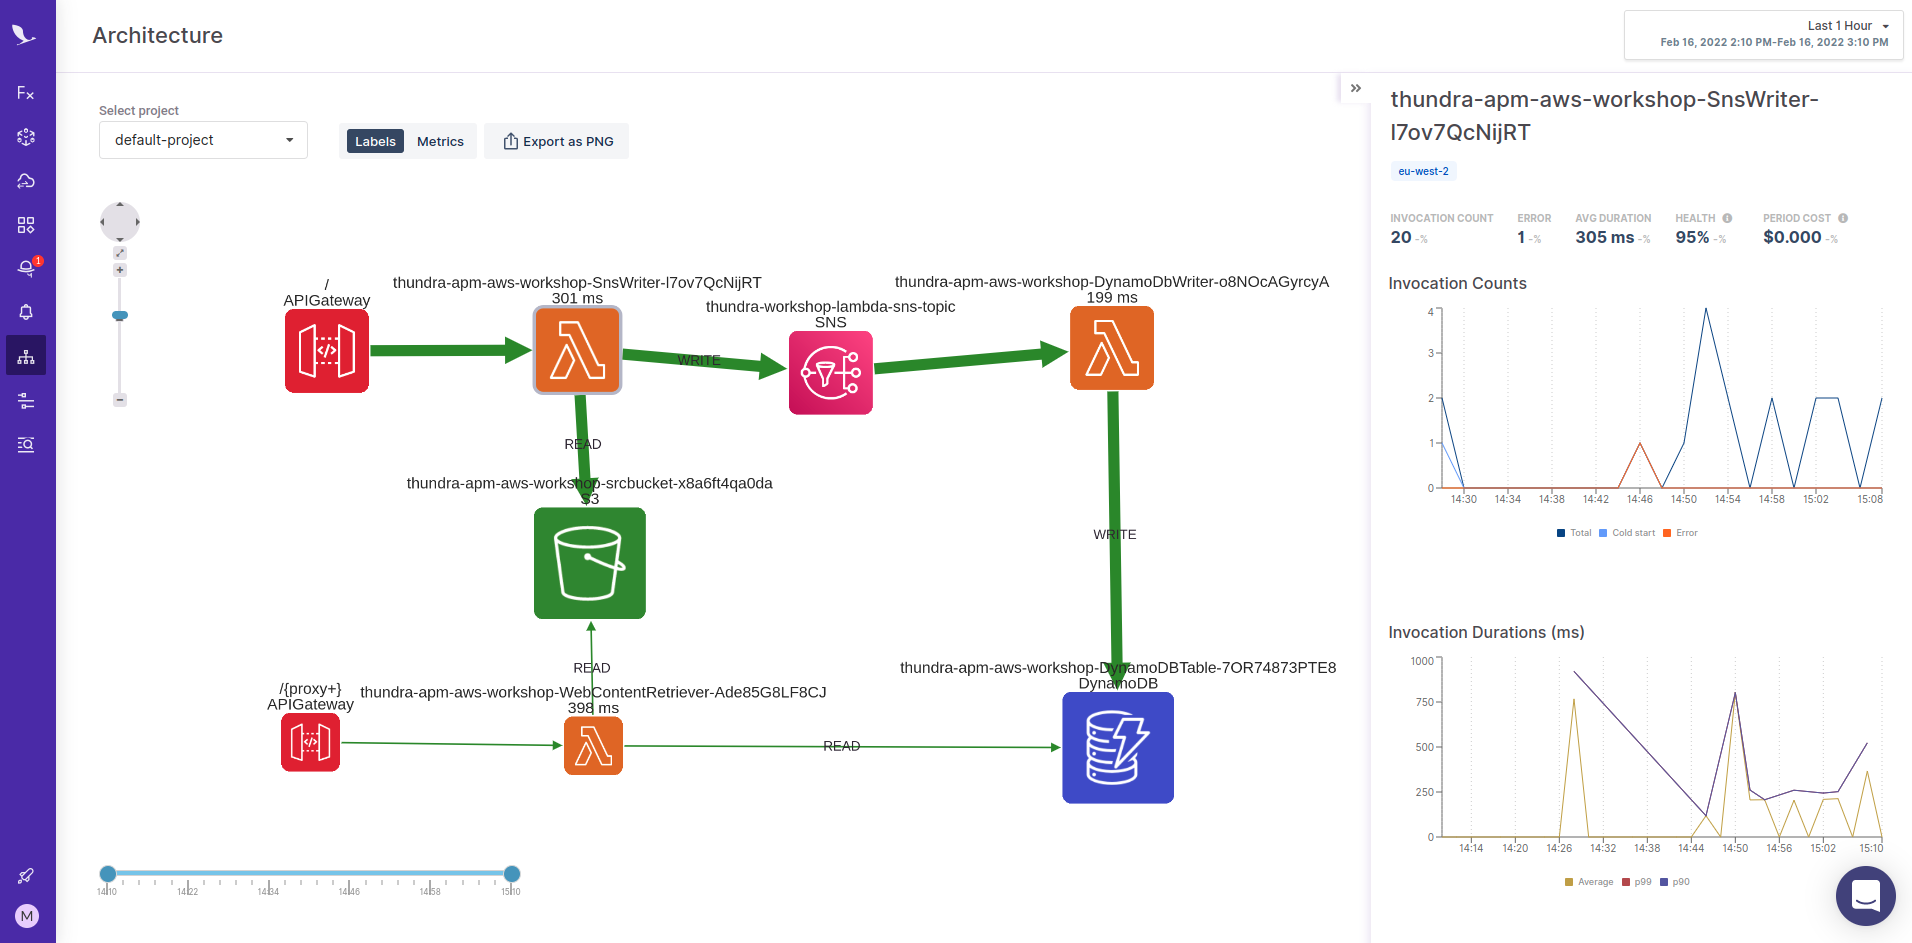 Architecture
Last 1 Hour
Feb 16, 2022 2:10 PM-Feb 16, 2022 3:10 PM
Fx
1
M
Select project
default-project
Labels
Metrics
Export as PNG
/
APIGateway
thundra-apm-aws-workshop-SnsWriter-l7ov7QcNijRT
301 ms
WRITE
thundra-workshop-lambda-sns-topic
SNS
thundra-apm-aws-workshop-DynamoDbWriter-o8NOcAGyrcyA
199 ms
READ
thundra-apm-aws-workshop-srcbucket-x8a6ft4qa0da
S3
WRITE
READ
/{proxy+}
APIGateway
thundra-apm-aws-workshop-WebContentRetriever-Ade85G8LF8CJ
398 ms
READ
thundra-apm-aws-workshop-DynamoDBTable-7OR74873PTE8
DynamoDB
14:10 14:22 14:34 14:46 14:58 15:10
thundra-apm-aws-workshop-SnsWriter-
l7ov7QcNijRT
eu-west-2
INVOCATION COUNT ERROR AVG DURATION HEALTH PERIOD COST
20 -% 1 -% 305 ms -% 95% -% $0.000 -%
Invocation Counts
4
3
2
1
0
14:30 14:34 14:38 14:42 14:46 14:50 14:54 14:58 15:02 15:08
Total Cold start Error
Invocation Durations (ms)
1000
750
500
250
0
14:14 14:20 14:26 14:32 14:38 14:44 14:50 14:56 15:02 15:10
Average p99 p90